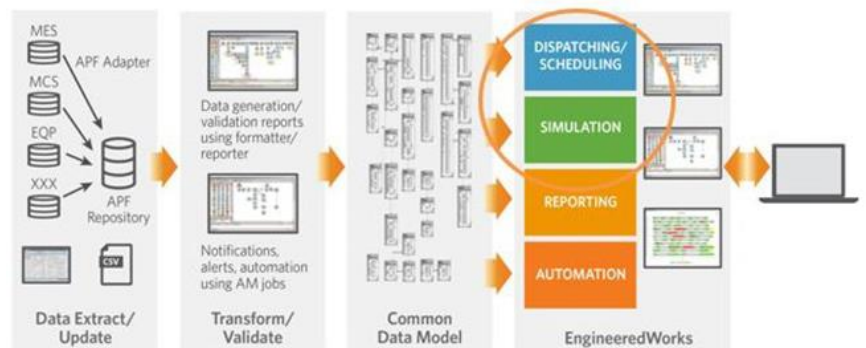 MES
APF Adapter
MCS
EQP
XXX
APF
Repository
CSV
Data Extract/
Update
Data generation/
validation reports
using formatter/
reporter
Notifications,
alerts, automation
using AM jobs
Transform/
Validate
Common
Data Model
DISPATCHING/
SCHEDULING
SIMULATION
REPORTING
AUTOMATION
EngineeredWorks